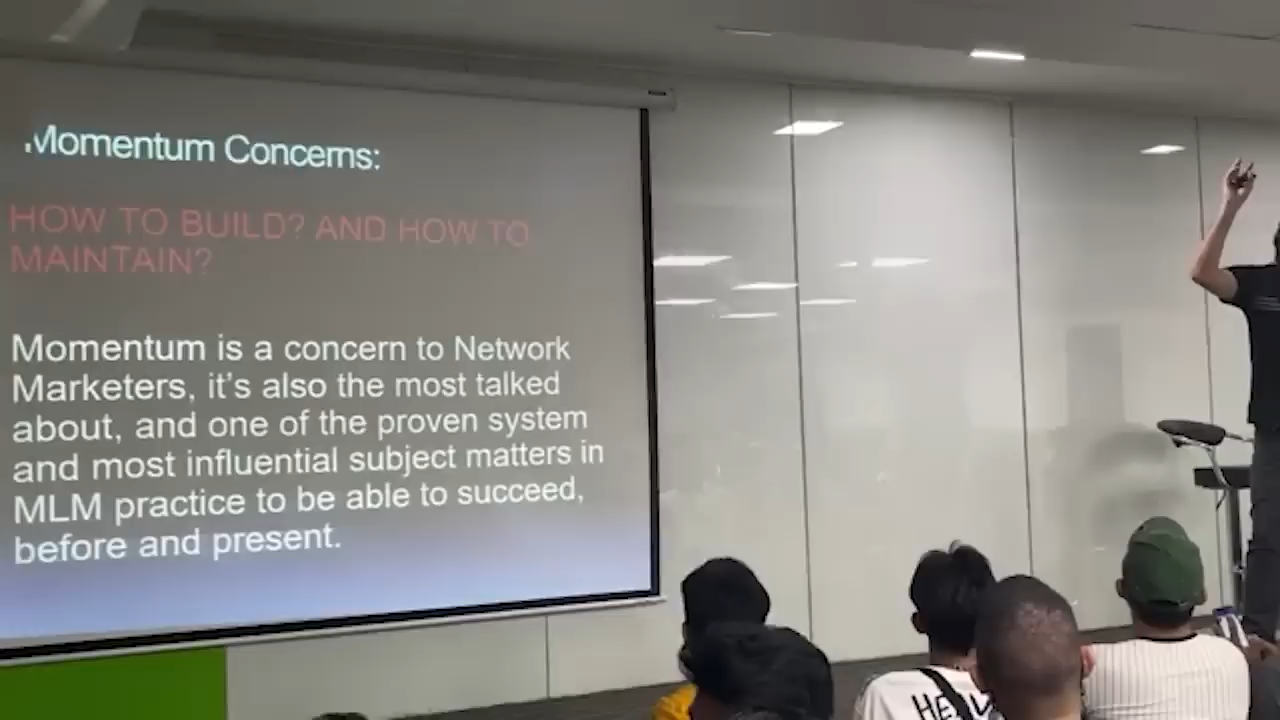 Momentum Concerns:
HOW TO BUILD? AND HOW TO
MAINTAIN?
Momentum is a concern to Network
Marketers, it's also the most talked
about, and one of the proven system
and most influential subject matters in
MLM practice to be able to succeed,
before and present.